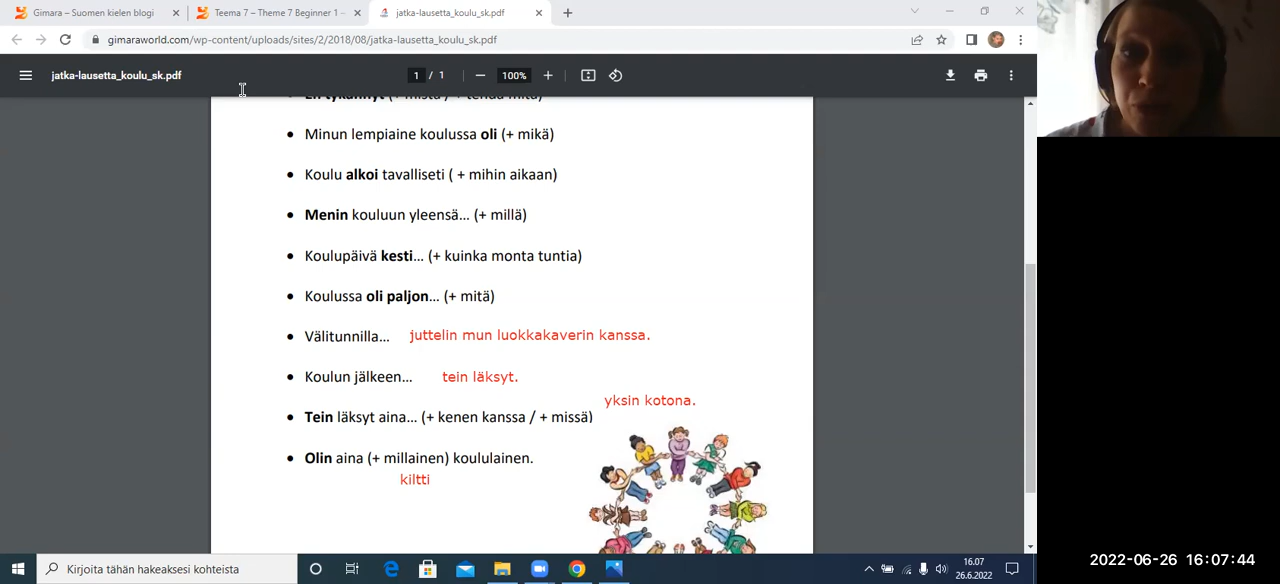 Gimara – Suomen kielen blogi
Teema 7 – Theme 7 Beginner 1 –
jatka-lausetta_koulu_sk.pdf
gimaraworld.com/wp-content/uploads/sites/2/2018/08/jatka-lausetta_koulu_sk.pdf
jatka-lausetta_koulu_sk.pdf
1 / 1
100%
• Minun lempiaine koulussa oli (+ mikä)
• Koulu alkoi tavalliseti ( + mihin aikaan)
• Menin kouluun yleensä... (+ millä)
• Koulupäivä kesti... (+ kuinka monta tuntia)
• Koulussa oli paljon... (+ mitä)
• Välitunnilla... juttelin mun luokkakaverin kanssa.
• Koulun jälkeen... tein läksyt.
yksin kotona.
• Tein läksyt aina... (+ kenen kanssa / + missä)
• Olin aina (+ millainen) koululainen.
kiltti
Kirjoita tähän hakeaksesi kohteista
16.07
26.6.2022
2022-06-26 16:07:44